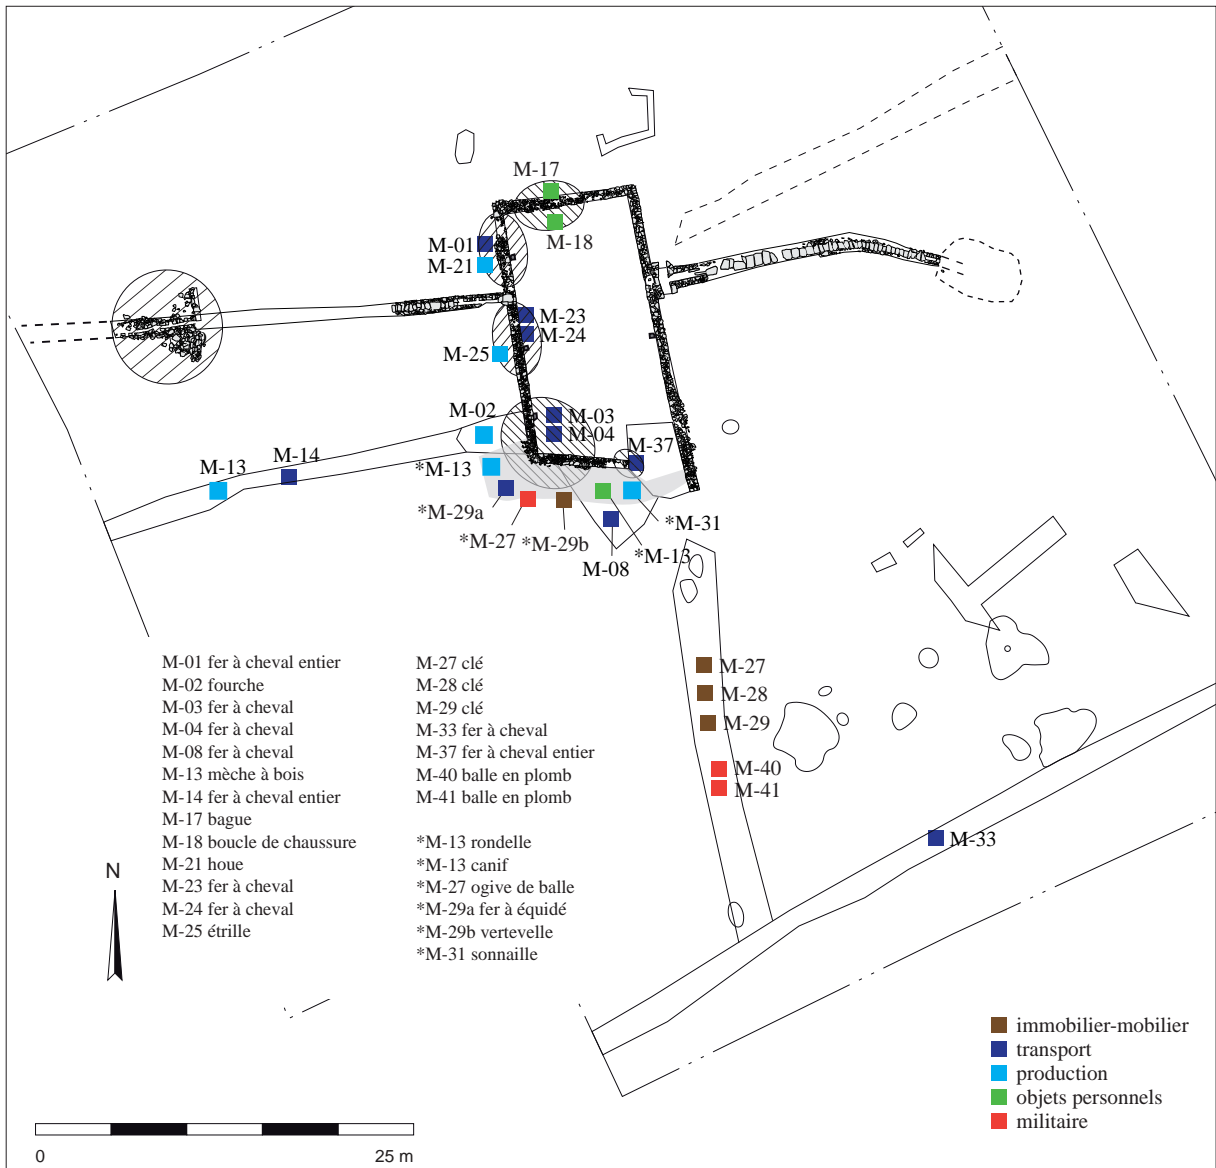 M-17
M-18
M-01
M-21
M-23
M-24
M-25
M-02
M-03
M-04
M-37
M-13
M-14
*M-13
*M-29a
*M-27
*M-29b
M-08
*M-13
*M-31
M-27
M-28
M-29
M-40
M-41
M-33
M-01 fer à cheval entier
M-02 fourche
M-03 fer à cheval
M-04 fer à cheval
M-08 fer à cheval
M-13 mèche à bois
M-14 fer à cheval entier
M-17 bague
M-18 boucle de chaussure
M-21 houe
M-23 fer à cheval
M-24 fer à cheval
M-25 étrille
M-27 clé
M-28 clé
M-29 clé
M-33 fer à cheval
M-37 fer à cheval entier
M-40 balle en plomb
M-41 balle en plomb
*M-13 rondelle
*M-13 canif
*M-27 ogive de balle
*M-29a fer à équidé
*M-29b vertevelle
*M-31 sonnaille
N
immobilier-mobilier
transport
production
objets personnels
militaire
0
25 m